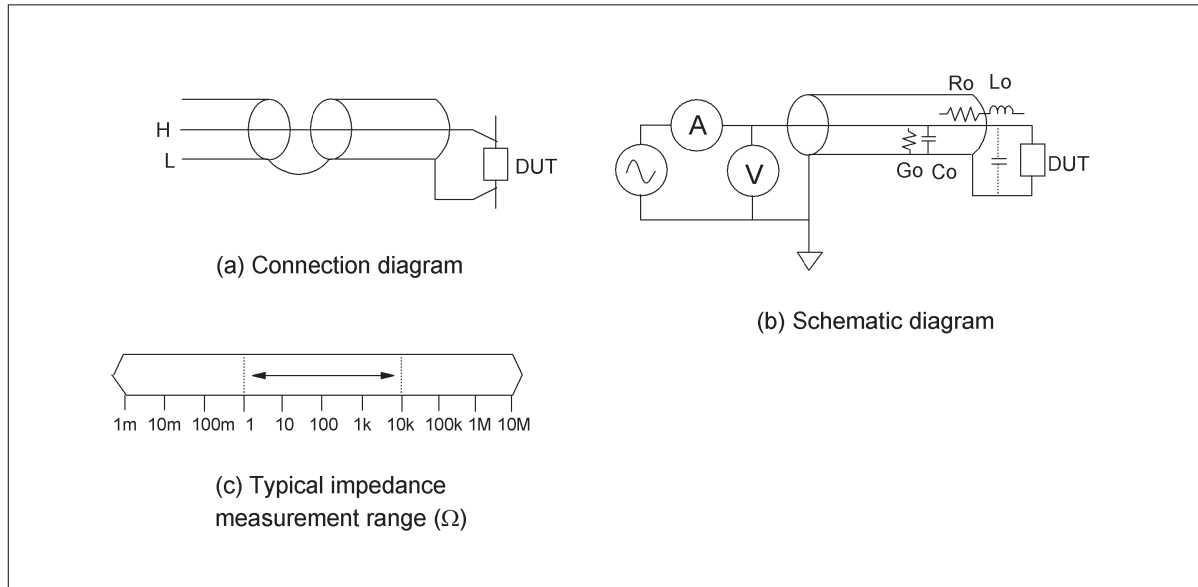 H
L
DUT
(a) Connection diagram
A
V
Ro
Lo
Go
Co
DUT
(b) Schematic diagram
1m 10m 100m 1 10 100 1k 10k 100k 1M 10M
(c) Typical impedance
measurement range (Ω)